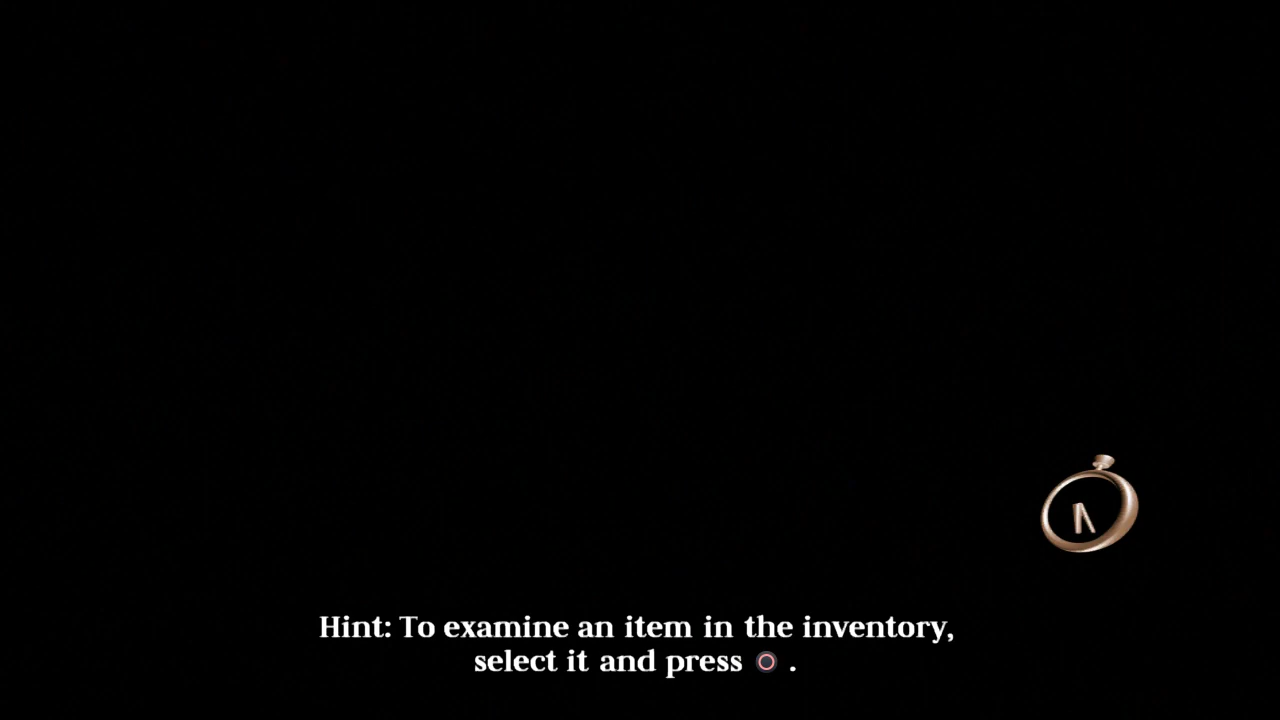 Hint: To examine an item in the inventory,
select it and press ○ .